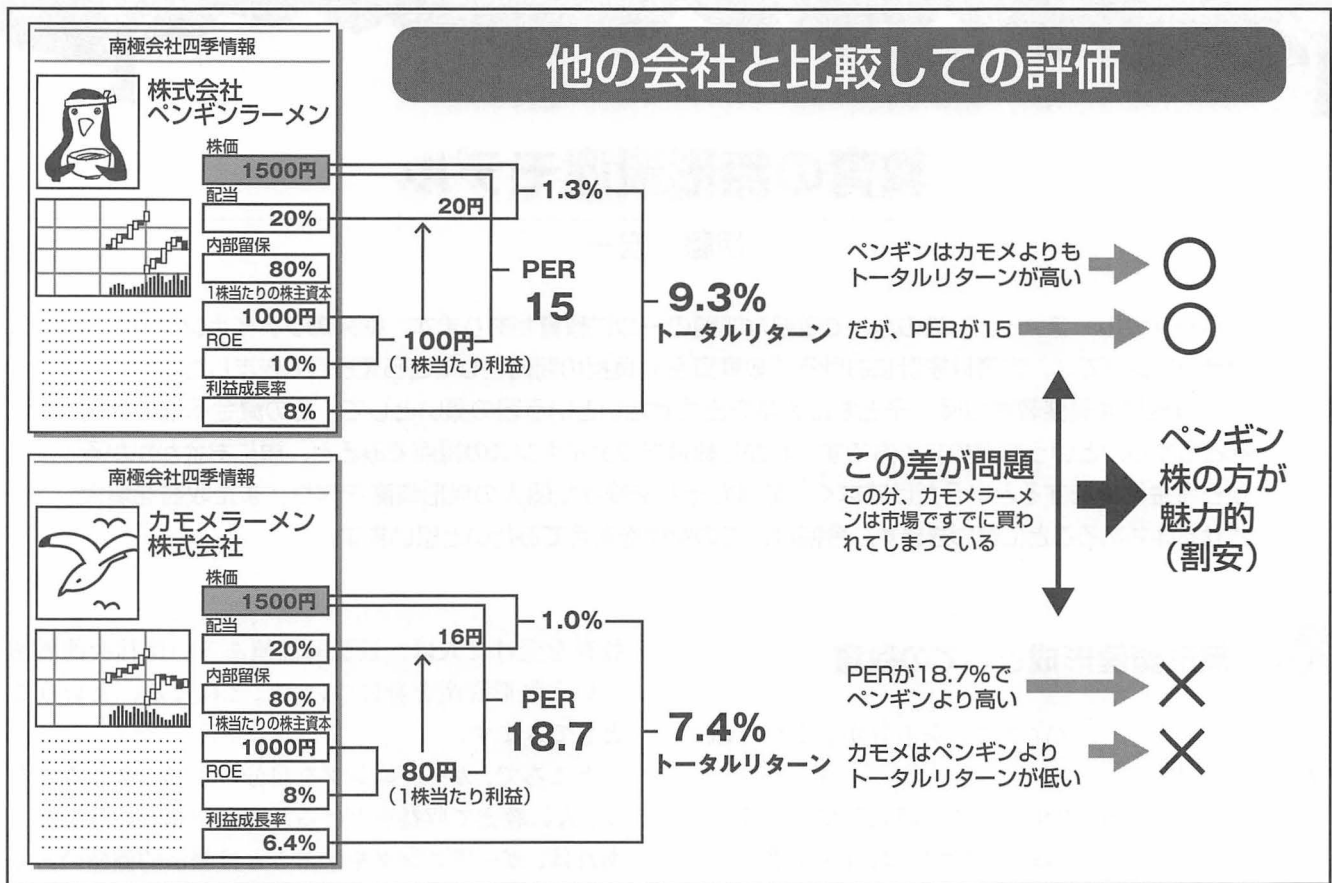 他の会社と比較しての評価
南極会社四季情報
株式会社
ペンギンラーメン
株価
1500円
配当
20%
内部留保
80%
1株当たりの株主資本
1000円
ROE
10%
利益成長率
8%
20円
1.3%
PER
15
100円
(1株当たり利益)
9.3%
トータルリターン
ペンギンはカモメよりも
トータルリターンが高い
だが、PERが15
この差が問題
この分、カモメラーメ
ンは市場ですでに買わ
れてしまっている
ペンギン
株の方が
魅力的
(割安)
南極会社四季情報
カモメラーメン
株式会社
株価
1500円
配当
20%
内部留保
80%
1株当たりの株主資本
1000円
ROE
8%
利益成長率
6.4%
16円
1.0%
PER
18.7
80円
(1株当たり利益)
7.4%
トータルリターン
PERが18.7%で
ペンギンより高い
カモメはペンギンより
トータルリターンが低い